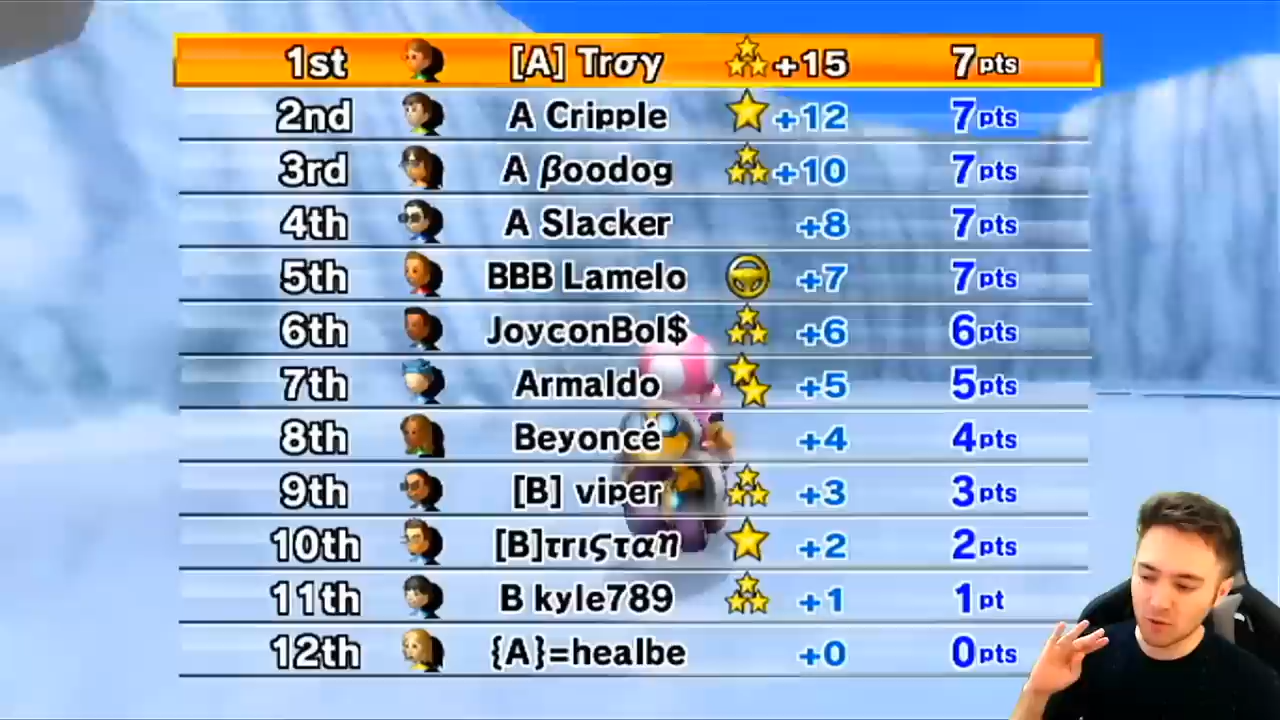 1st [A] Trσy +15 7pts
2nd A Cripple +12 7pts
3rd A βoodog +10 7pts
4th A Slacker +8 7pts
5th BBB Lamelo +7 7pts
6th JoyconBol$ +6 6pts
7th Armaldo +5 5pts
8th Beyoncé +4 4pts
9th [B] viper +3 3pts
10th [B]τrιςταη +2 2pts
11th B kyle789 +1 1pt
12th {A}=healbe +0 0pts